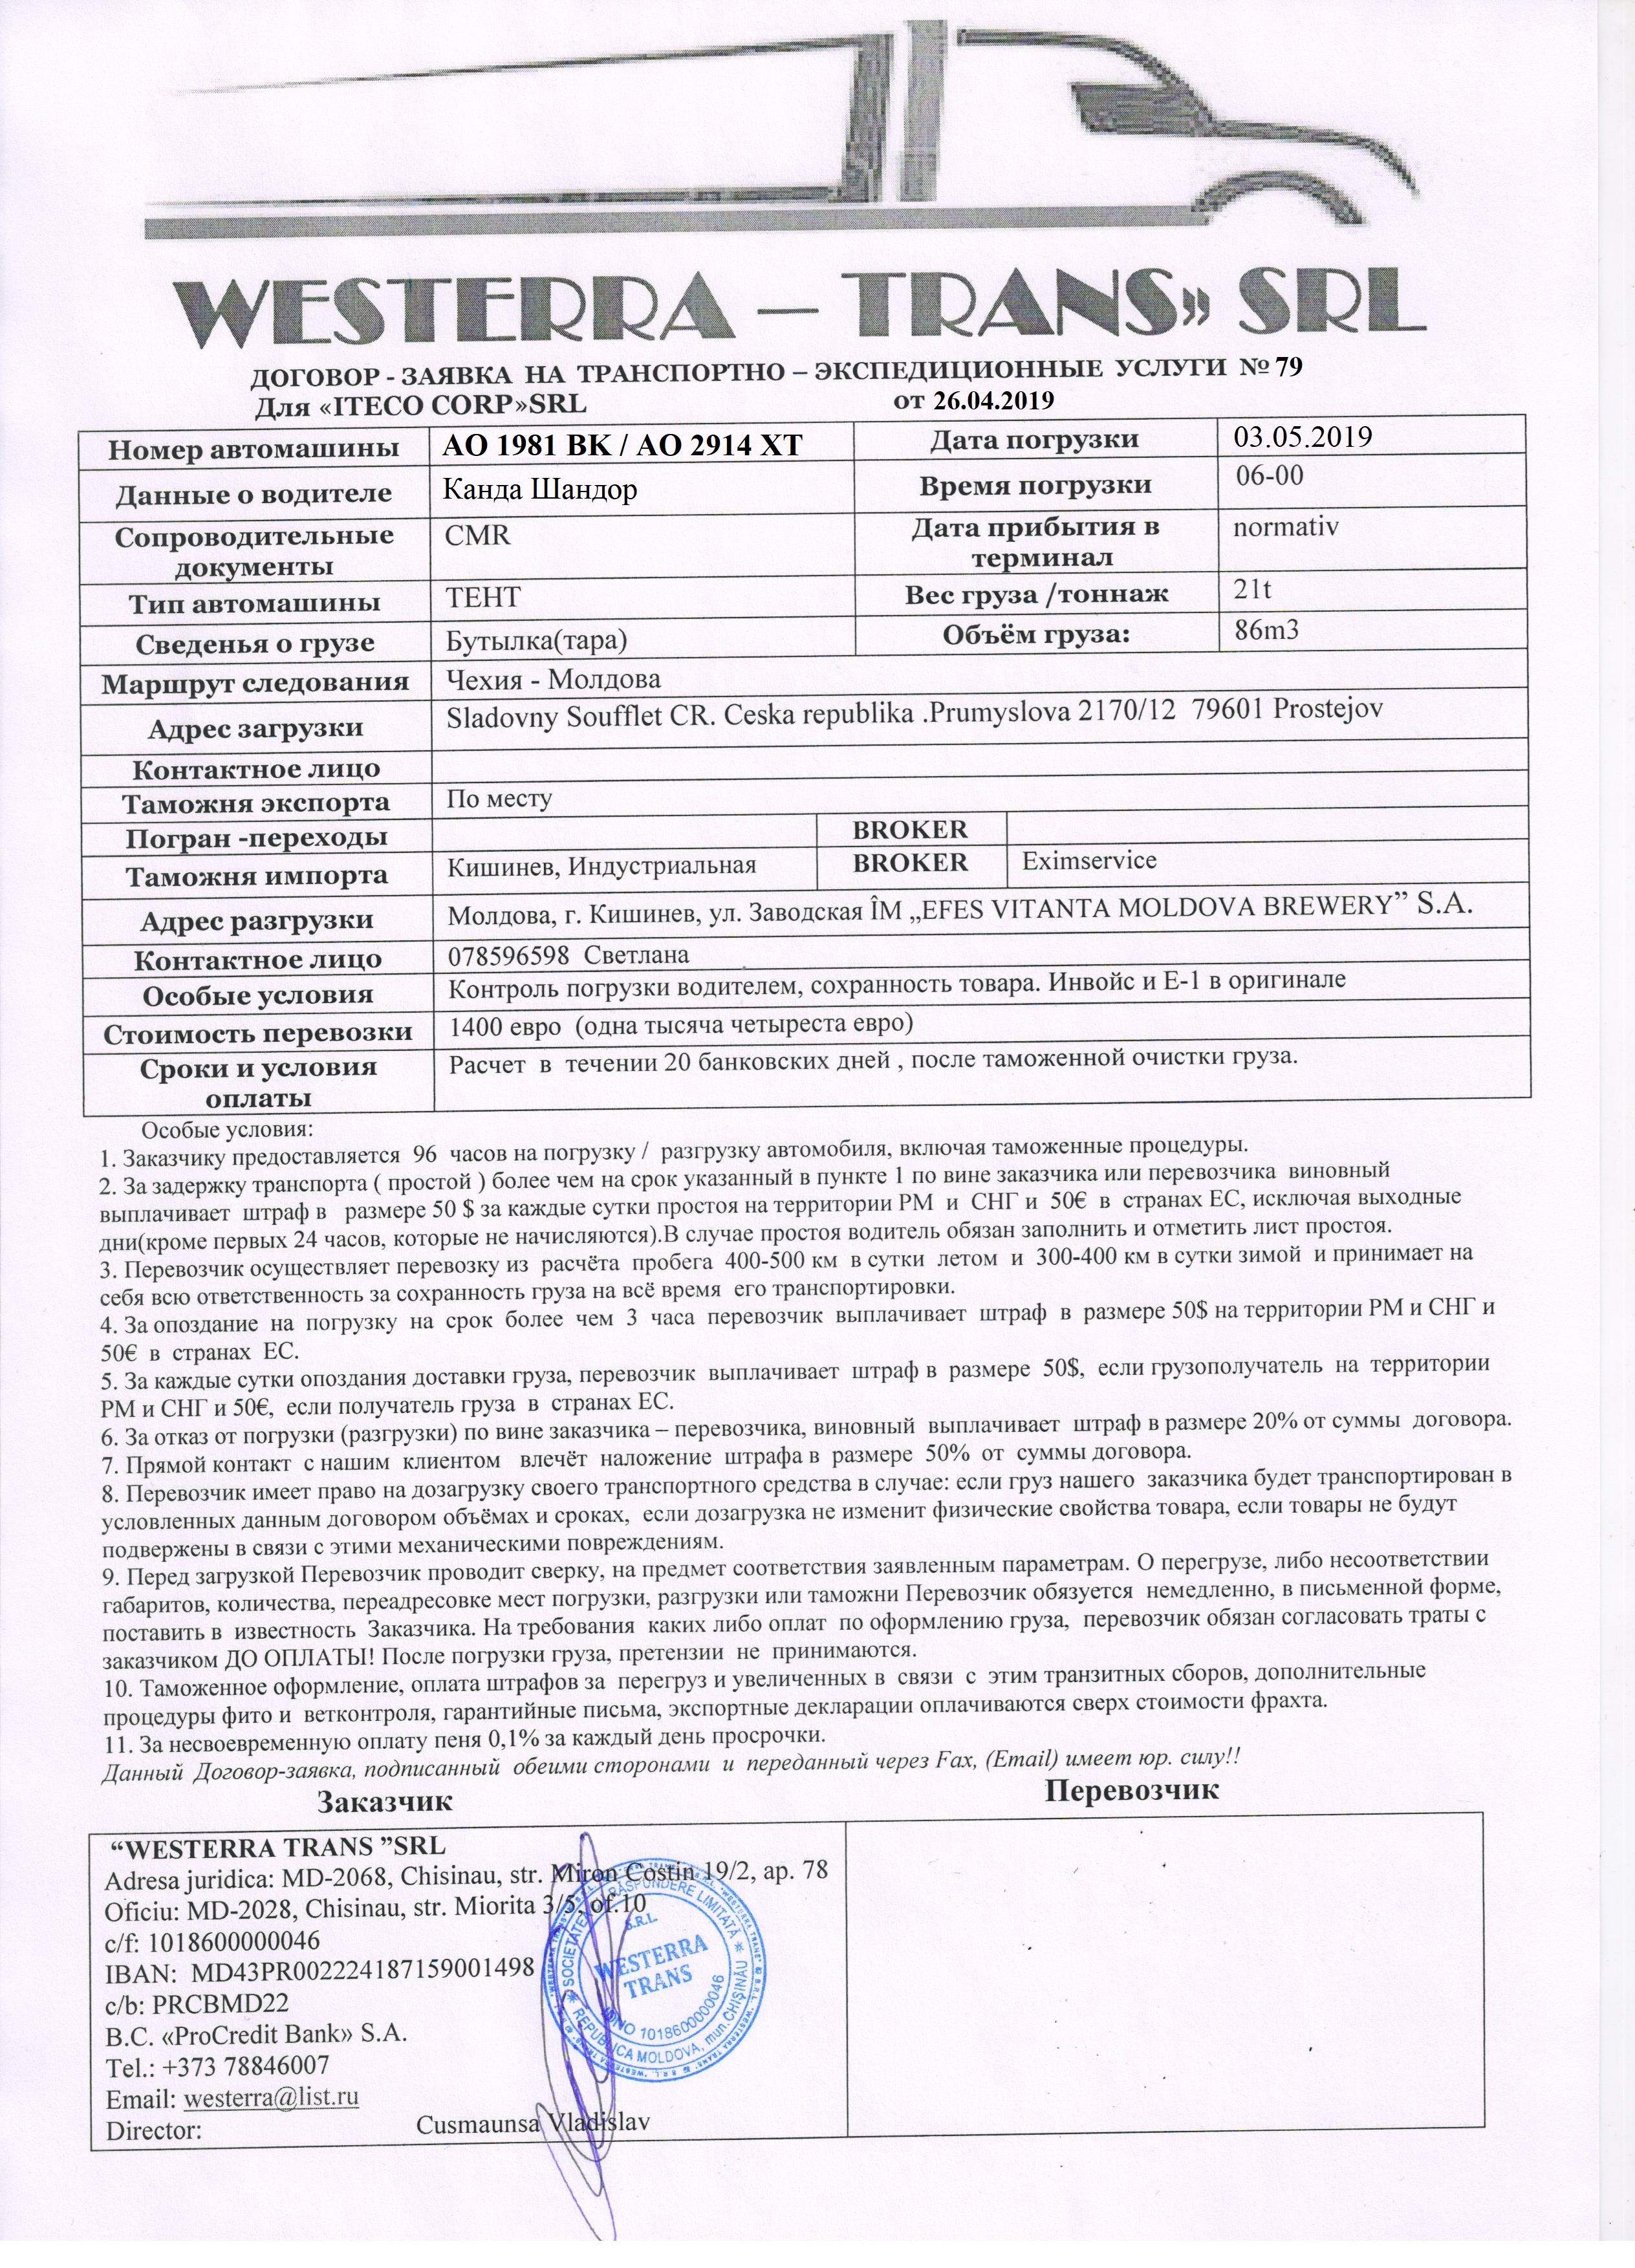 WESTERRA – TRANS» SRL
ДОГОВОР - ЗАЯВКА НА ТРАНСПОРТНО – ЭКСПЕДИЦИОННЫЕ УСЛУГИ № 79
Для «ITECO CORP»SRL от 26.04.2019
Номер автомашины АО 1981 ВК / АО 2914 ХТ Дата погрузки 03.05.2019
Данные о водителе Канда Шандор Время погрузки 06-00
Сопроводительные документы CMR Дата прибытия в терминал normativ
Тип автомашины ТЕНТ Вес груза /тоннаж 21t
Сведенья о грузе Бутылка(тара) Объём груза: 86m3
Маршрут следования Чехия - Молдова
Адрес загрузки Sladovny Soufflet CR. Ceska republika .Prumyslova 2170/12 79601 Prostejov
Контактное лицо
Таможня экспорта По месту
Погран -переходы BROKER
Таможня импорта Кишинев, Индустриальная BROKER Eximservice
Адрес разгрузки Молдова, г. Кишинев, ул. Заводская ÎM „EFES VITANTA MOLDOVA BREWERY” S.A.
Контактное лицо 078596598 Светлана
Особые условия Контроль погрузки водителем, сохранность товара. Инвойс и Е-1 в оригинале
Стоимость перевозки 1400 евро (одна тысяча четыреста евро)
Сроки и условия оплаты Расчет в течении 20 банковских дней , после таможенной очистки груза.
Особые условия:
1. Заказчику предоставляется 96 часов на погрузку / разгрузку автомобиля, включая таможенные процедуры.
2. За задержку транспорта ( простой ) более чем на срок указанный в пункте 1 по вине заказчика или перевозчика виновный
выплачивает штраф в размере 50 $ за каждые сутки простоя на территории РМ и СНГ и 50€ в странах ЕС, исключая выходные
дни(кроме первых 24 часов, которые не начисляются).В случае простоя водитель обязан заполнить и отметить лист простоя.
3. Перевозчик осуществляет перевозку из расчёта пробега 400-500 км в сутки летом и 300-400 км в сутки зимой и принимает на
себя всю ответственность за сохранность груза на всё время его транспортировки.
4. За опоздание на погрузку на срок более чем 3 часа перевозчик выплачивает штраф в размере 50$ на территории РМ и СНГ и
50€ в странах ЕС.
5. За каждые сутки опоздания доставки груза, перевозчик выплачивает штраф в размере 50$, если грузополучатель на территории
РМ и СНГ и 50€, если получатель груза в странах ЕС.
6. За отказ от погрузки (разгрузки) по вине заказчика – перевозчика, виновный выплачивает штраф в размере 20% от суммы договора.
7. Прямой контакт с нашим клиентом влечёт наложение штрафа в размере 50% от суммы договора.
8. Перевозчик имеет право на дозагрузку своего транспортного средства в случае: если груз нашего заказчика будет транспортирован в
условленных данным договором объёмах и сроках, если дозагрузка не изменит физические свойства товара, если товары не будут
подвержены в связи с этими механическими повреждениям.
9. Перед загрузкой Перевозчик проводит сверку, на предмет соответствия заявленным параметрам. О перегрузе, либо несоответствии
габаритов, количества, переадресовке мест погрузки, разгрузки или таможни Перевозчик обязуется немедленно, в письменной форме,
поставить в известность Заказчика. На требования каких либо оплат по оформлению груза, перевозчик обязан согласовать траты с
заказчиком ДО ОПЛАТЫ! После погрузки груза, претензии не принимаются.
10. Таможенное оформление, оплата штрафов за перегруз и увеличенных в связи с этим транзитных сборов, дополнительные
процедуры фито и ветконтроля, гарантийные письма, экспортные декларации оплачиваются сверх стоимости фрахта.
11. За несвоевременную оплату пеня 0,1% за каждый день просрочки.
Данный Договор-заявка, подписанный обеими сторонами и переданный через Fax, (Email) имеет юр. силу!!
Заказчик Перевозчик
“WESTERRA TRANS ”SRL
Adresa juridica: MD-2068, Chisinau, str. Miron Costin 19/2, ap. 78
Oficiu: MD-2028, Chisinau, str. Miorita 3/5, of.10
c/f: 1018600000046
IBAN: MD43PR002224187159001498
c/b: PRCBMD22
B.C. «ProCredit Bank» S.A.
Tel.: +373 78846007
Email: westerra@list.ru
Director: Cusmaunsa Vladislav
SOCIETATEA RĂSPUNDERE LIMITATĂ
S.R.L.
WESTERRA
TRANS
IDNO 1018600000046
REPUBLICA MOLDOVA, mun. CHIŞINĂU